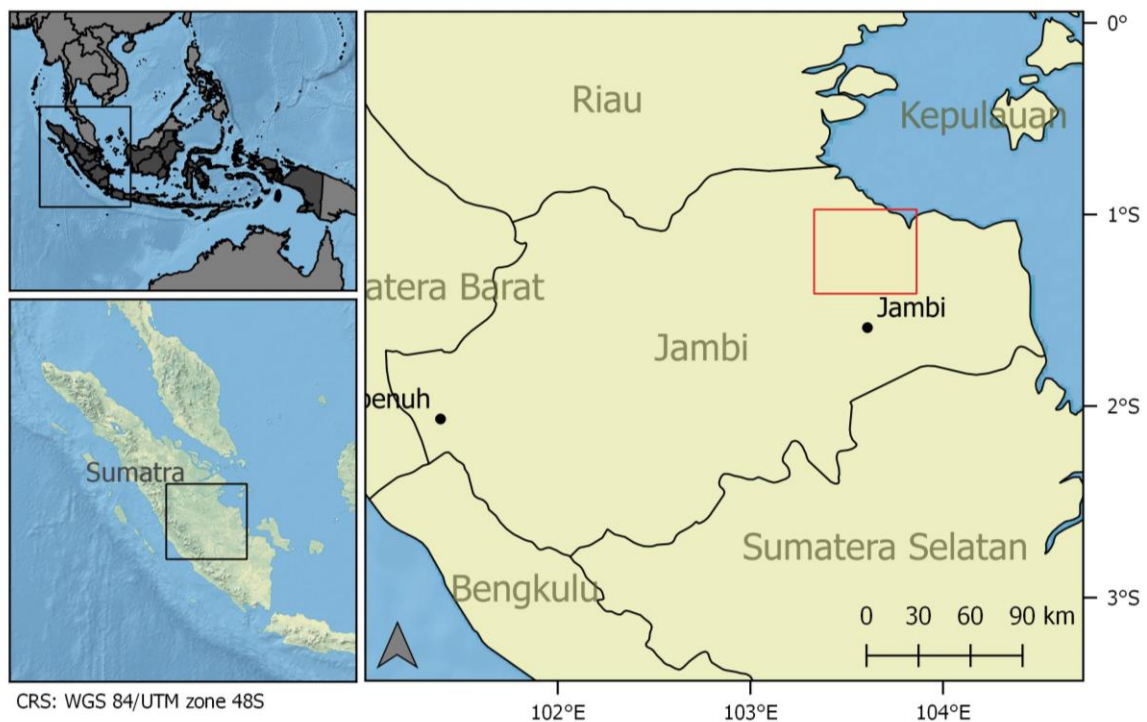 0°
Riau
Kepulauan
1°S
atera Barat
Jambi
Jambi
Sumatra
penuh
2°S
Sumatera Selatan
Bengkulu
3°S
0 30 60 90 km
CRS: WGS 84/UTM zone 48S
102°E 103°E 104°E